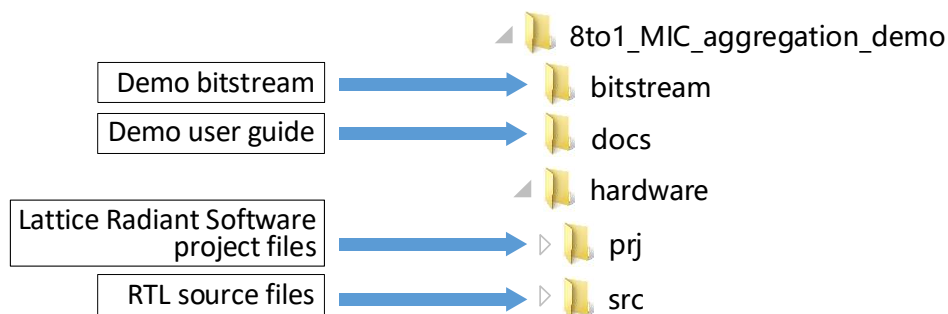 8to1_MIC_aggregation_demo
Demo bitstream
bitstream
Demo user guide
docs
hardware
Lattice Radiant Software
project files
prj
RTL source files
src